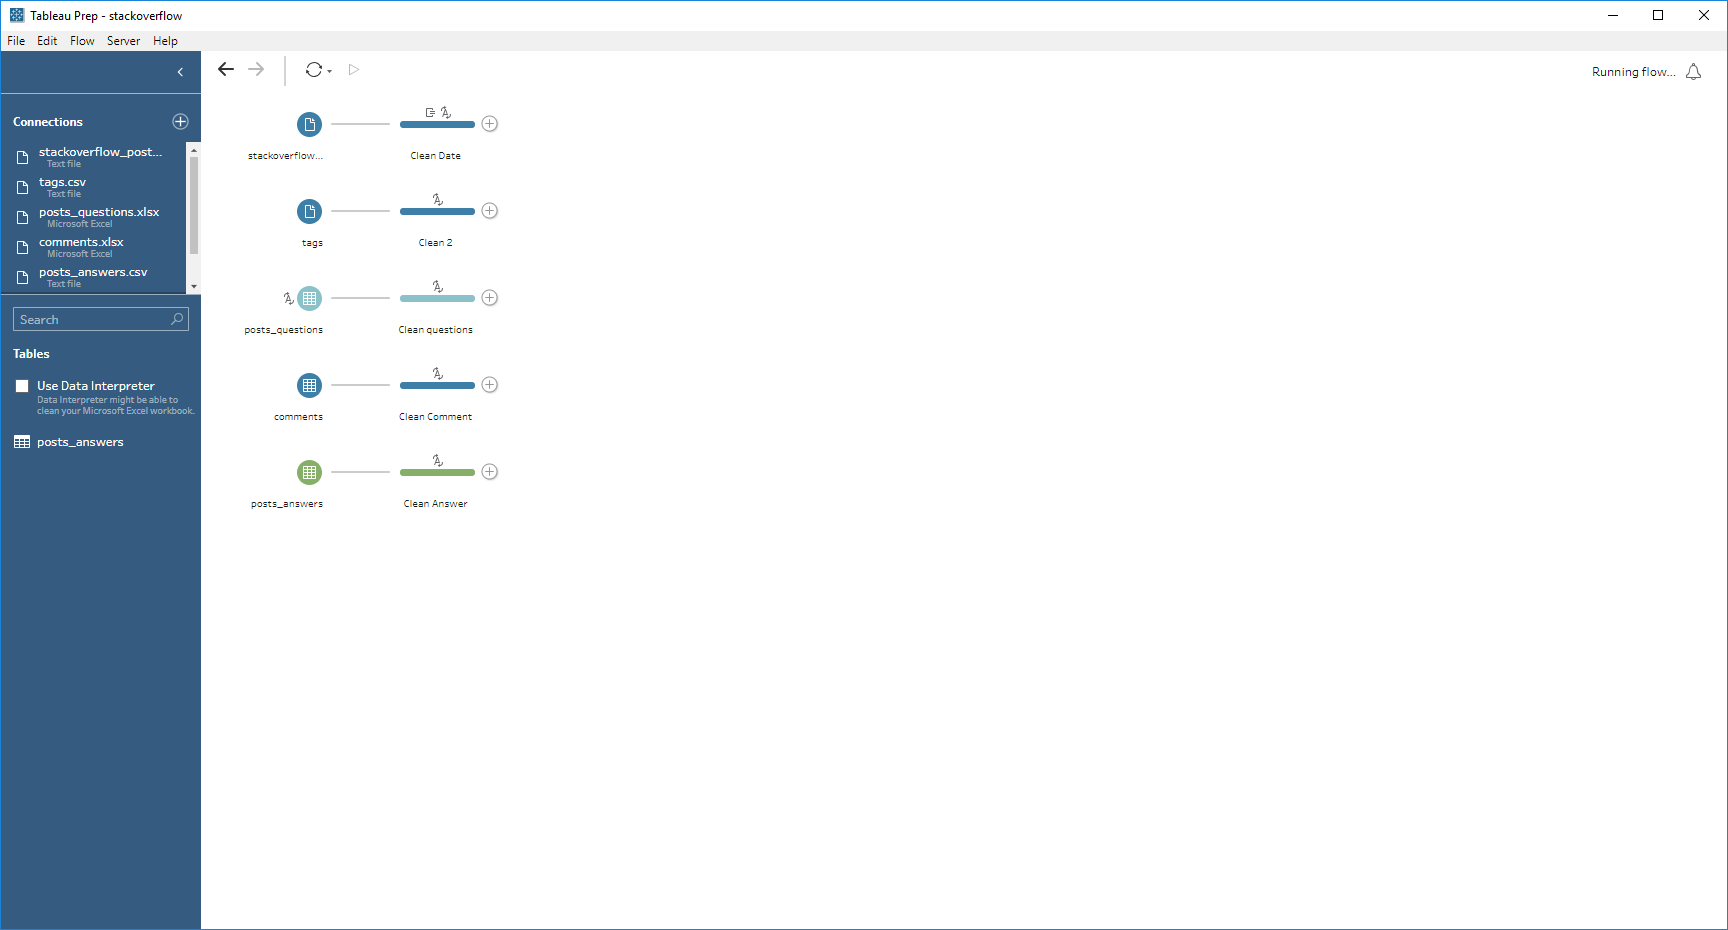 Tableau Prep - stackoverflow
File Edit Flow Server Help
Running flow...
Connections
stackoverflow_post...
Text file
tags.csv
Text file
posts_questions.xlsx
Microsoft Excel
comments.xlsx
Microsoft Excel
posts_answers.csv
Text file
Search
Tables
Use Data Interpreter
Data Interpreter might be able to
clean your Microsoft Excel workbook.
posts_answers
stackoverflow... Clean Date
tags Clean 2
posts_questions Clean questions
comments Clean Comment
posts_answers Clean Answer